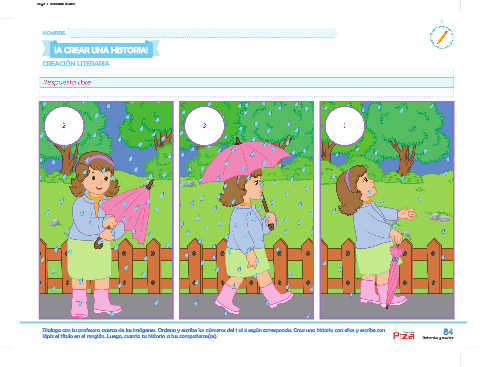 NOMBRE:
¡A CREAR UNA HISTORIA!
CREACIÓN LITERARIA
Respuesta libre
2
3
1
Dialoga con tu profesora acerca de las imágenes. Ordena y escribe los números del 1 al 3 según corresponda. Crea una historia con ellas y escribe con
lápiz el título en el renglón. Luego, cuenta tu historia a tus compañeros(as).
84